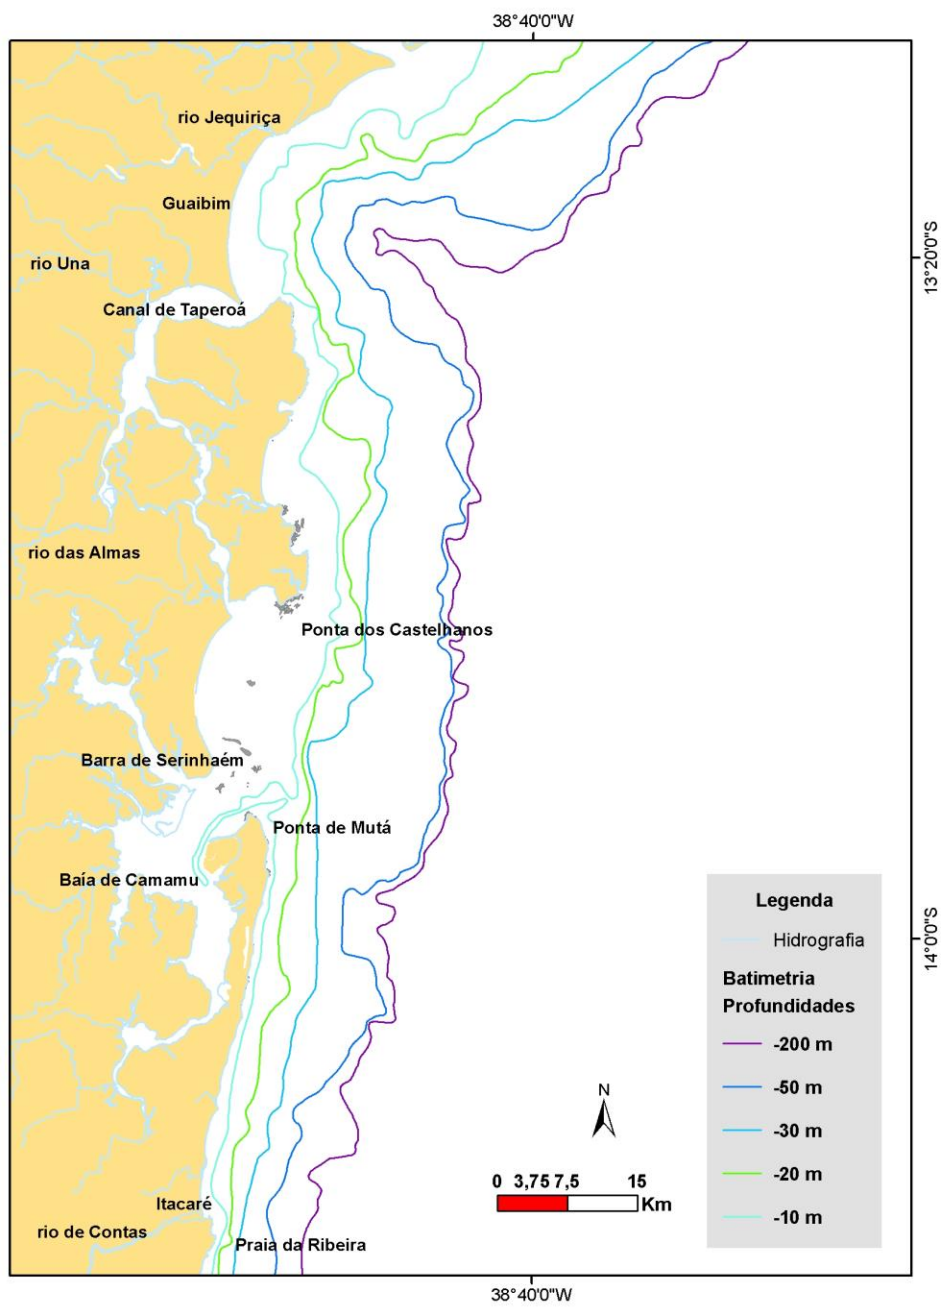 38°40'0"W
rio Jequiriça
Guaibim
rio Una
13°20'0"S
Canal de Taperoá
rio das Almas
Ponta dos Castelhanos
Barra de Serinhaém
Ponta de Mutá
Baía de Camamu
Legenda
Hidrografia
14°0'0"S
Batimetria
Profundidades
-200 m
-50 m
-30 m
-20 m
-10 m
N
0 3,75 7,5 15
Km
Itacaré
rio de Contas
Praia da Ribeira
38°40'0"W